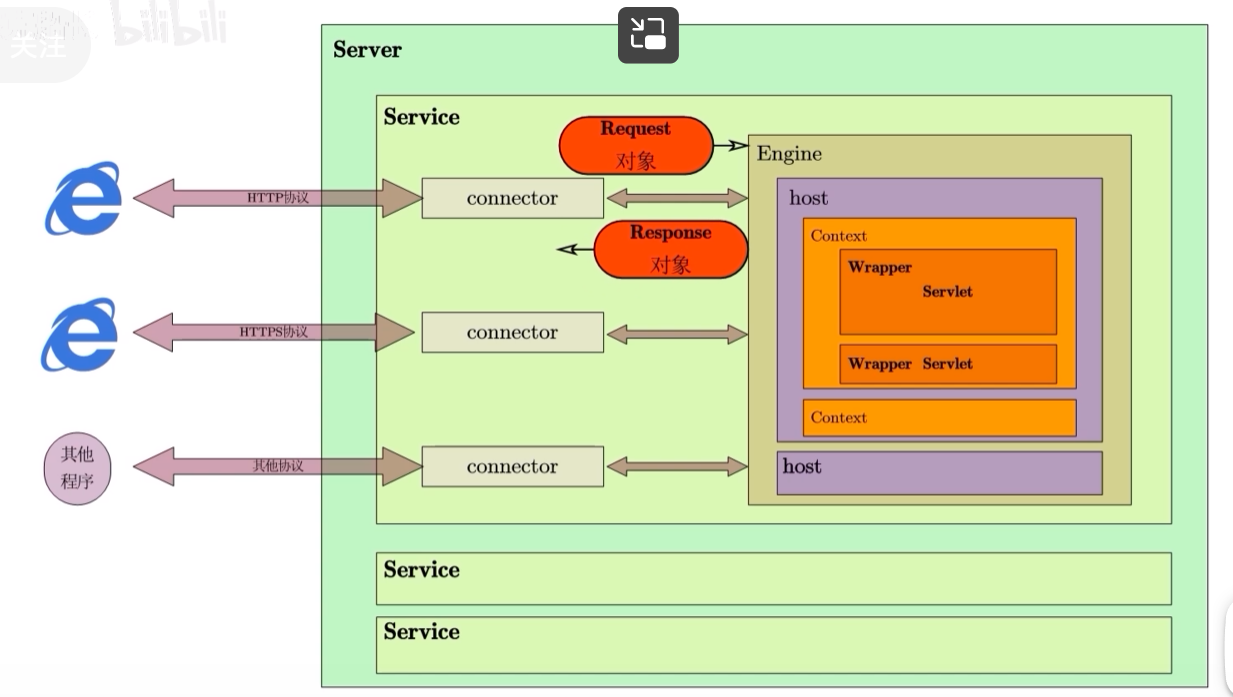 关注
bilibili
Server
Service
Request
对象
Engine
HTTP协议
connector
host
Response
对象
Context
Wrapper
Servlet
HTTPS协议
connector
Wrapper Servlet
Context
其他
程序
其他协议
connector
host
Service
Service